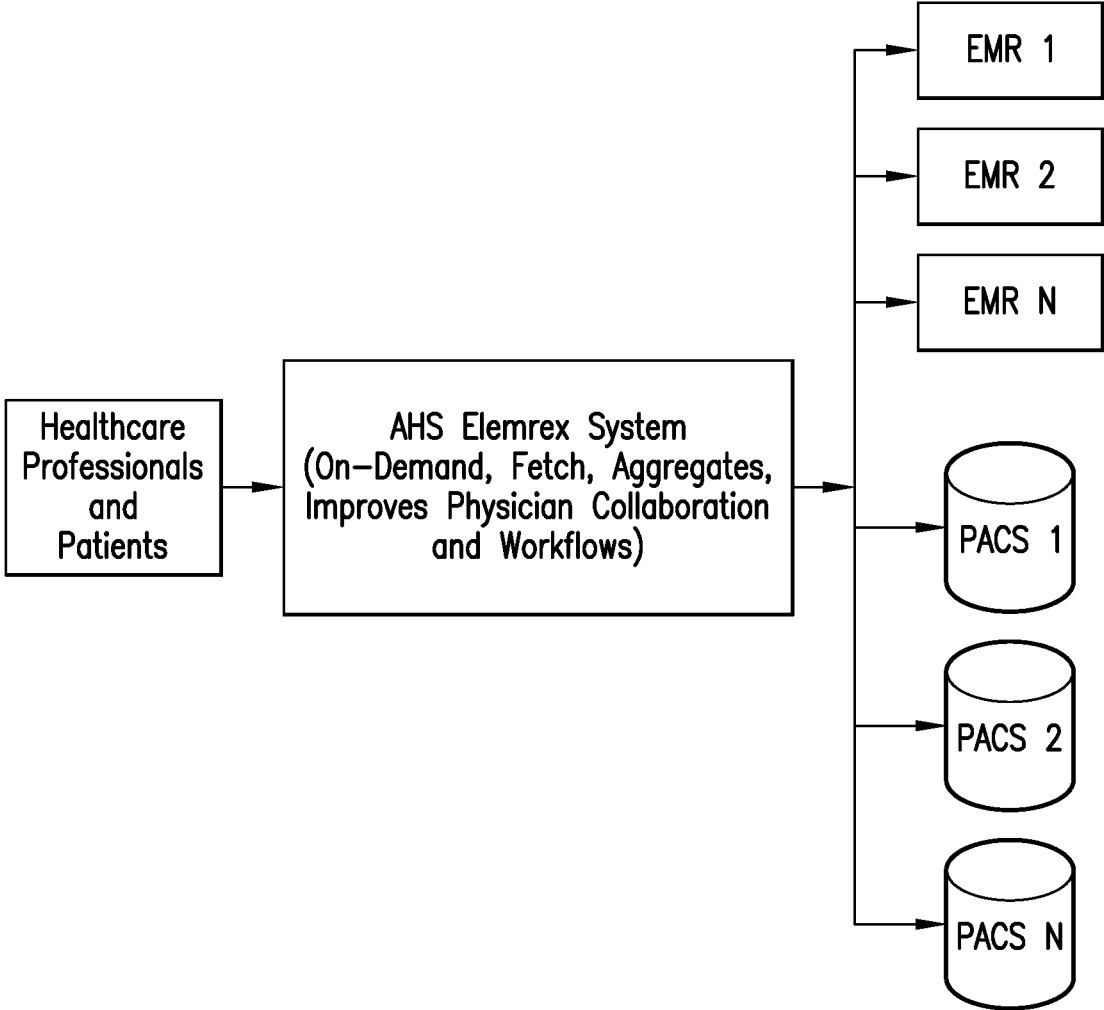 EMR 1
EMR 2
EMR N
Healthcare
Professionals
and
Patients
AHS Elemrex System
(On-Demand, Fetch, Aggregates,
Improves Physician Collaboration
and Workflows)
PACS 1
PACS 2
PACS N